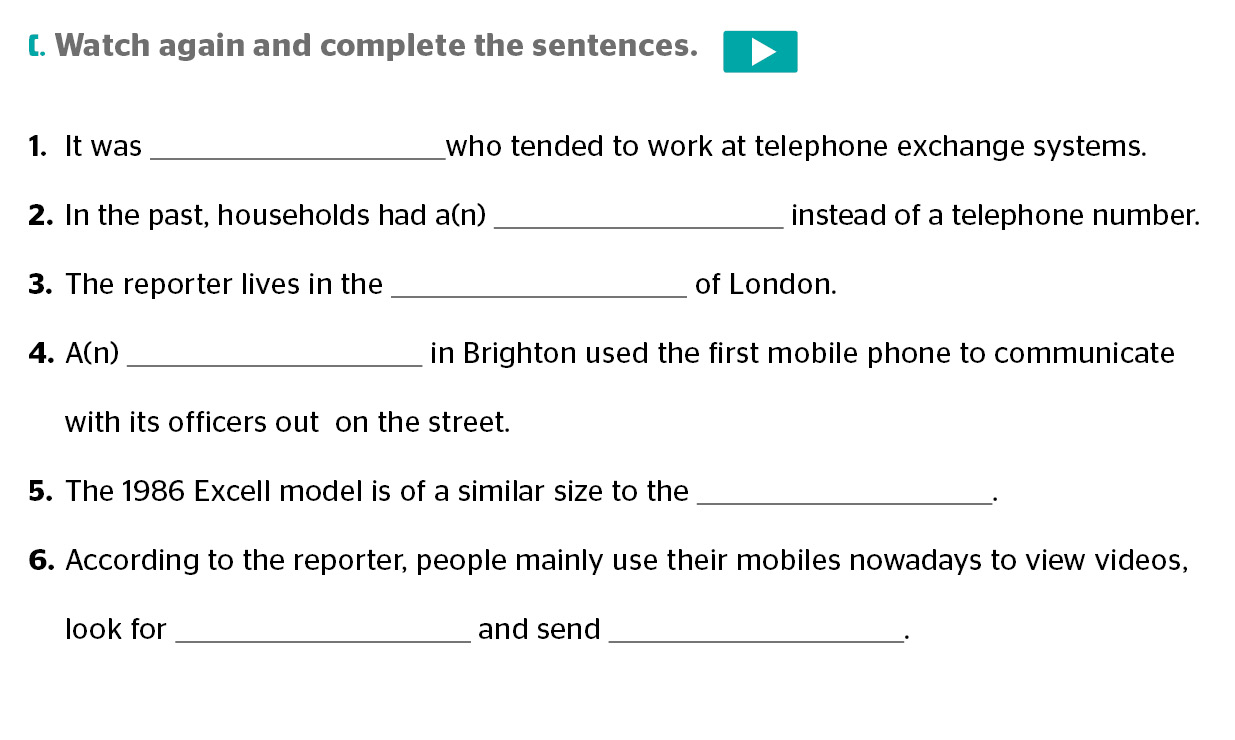 C. Watch again and complete the sentences.
1. It was ____________________who tended to work at telephone exchange systems.
2. In the past, households had a(n) ____________________ instead of a telephone number.
3. The reporter lives in the ____________________ of London.
4. A(n) ____________________ in Brighton used the first mobile phone to communicate
with its officers out  on the street.
5. The 1986 Excell model is of a similar size to the ____________________.
6. According to the reporter, people mainly use their mobiles nowadays to view videos,
look for ____________________ and send ____________________.